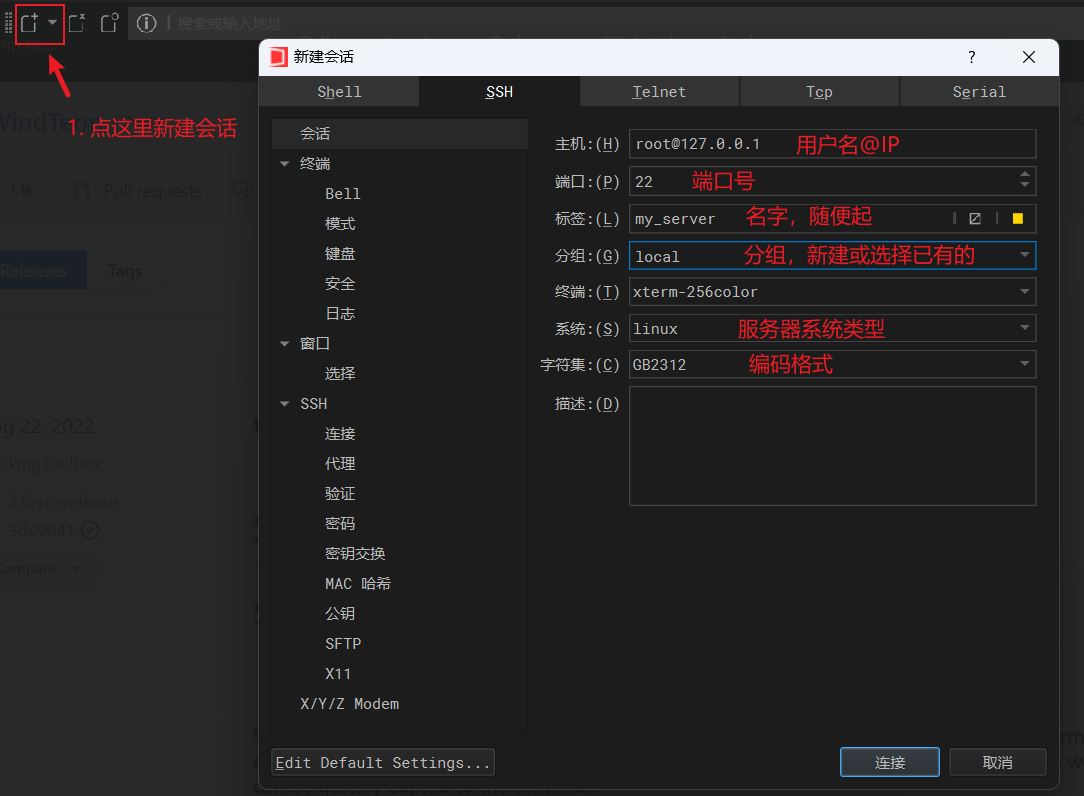 搜索或输入地址
新建会话
?
Shell
SSH
Telnet
Tcp
Serial
1. 点这里新建会话
1.1k
Pull requests
Releases
Tags
kingToolbox
2.6-prerelease
3dc9041
Compare
会话
终端
Bell
模式
键盘
安全
日志
窗口
选择
SSH
连接
代理
验证
密码
密钥交换
MAC 哈希
公钥
SFTP
X11
X/Y/Z Modem
主机:(H) root@127.0.0.1 用户名@IP
端口:(P) 22 端口号
标签:(L) my_server 名字，随便起
分组:(G) local 分组，新建或选择已有的
终端:(T) xterm-256color
系统:(S) linux 服务器系统类型
字符集:(C) GB2312 编码格式
描述:(D)
Edit Default Settings...
连接
取消